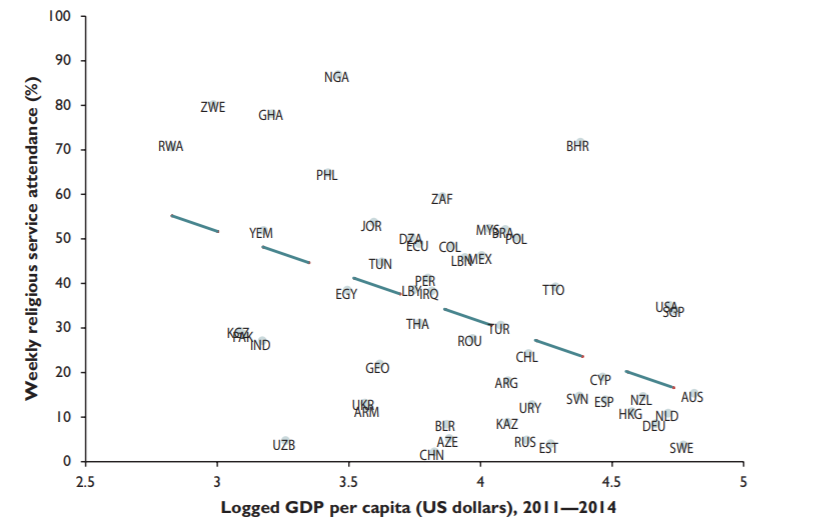 Weekly religious service attendance (%)
100
90
80
70
60
50
40
30
20
10
0
NGA
ZWE
GHA
RWA
BHR
PHL
ZAF
JOR
YEM
MYS
BRA
POL
DZA
ECU
COL
LBN
MEX
TUN
PER
EGY
LBY
IRQ
TTO
USA
SGP
THA
TUR
KGZ
PAK
IND
ROU
CHL
GEO
ARG
CYP
UKR
ARM
URY
SVN
ESP
NZL
AUS
HKG
NLD
DEU
BLR
KAZ
UZB
AZE
RUS
EST
CHN
SWE
2.5 3 3.5 4 4.5 5
Logged GDP per capita (US dollars), 2011—2014